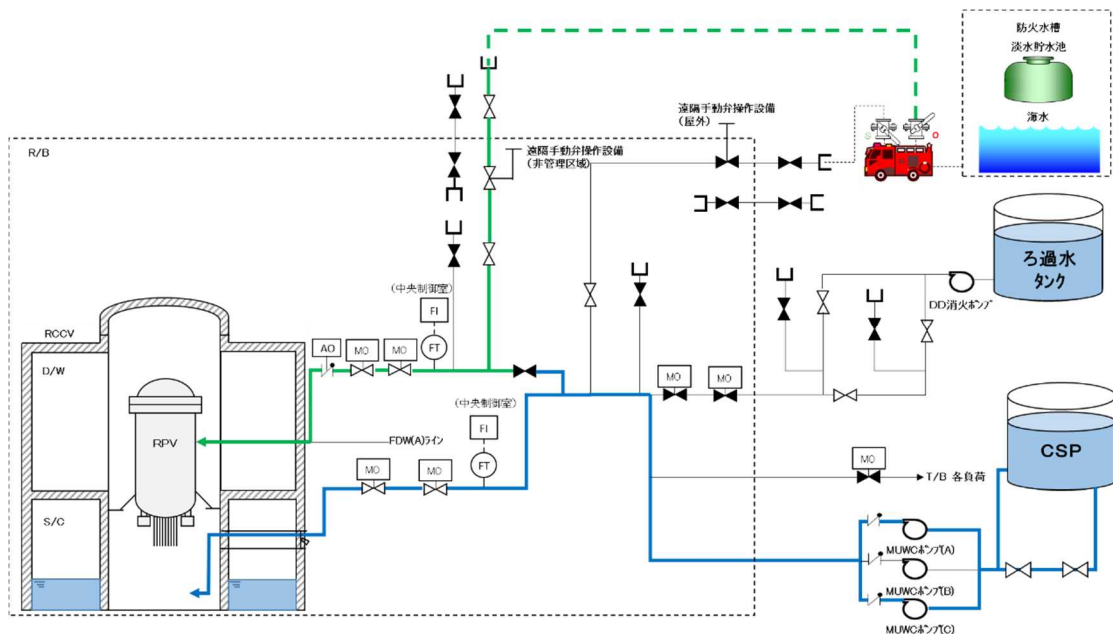 防火水槽
淡水貯水池
海水
遠隔手動弁操作設備
(屋外)
R/B
遠隔手動弁操作設備
(非管理区域)
S
O
ろ過水
タンク
DD消火ポンプ
(中央制御室)
FI
FT
RCCV
AO
MO
MO
D/W
MO
MO
(中央制御室)
FI
FT
RPV
FDW(A)ライン
MO
MO
CSP
MO
T/B 各負荷
S/C
MUWCポンプ(A)
MUWCポンプ(B)
MUWCポンプ(C)